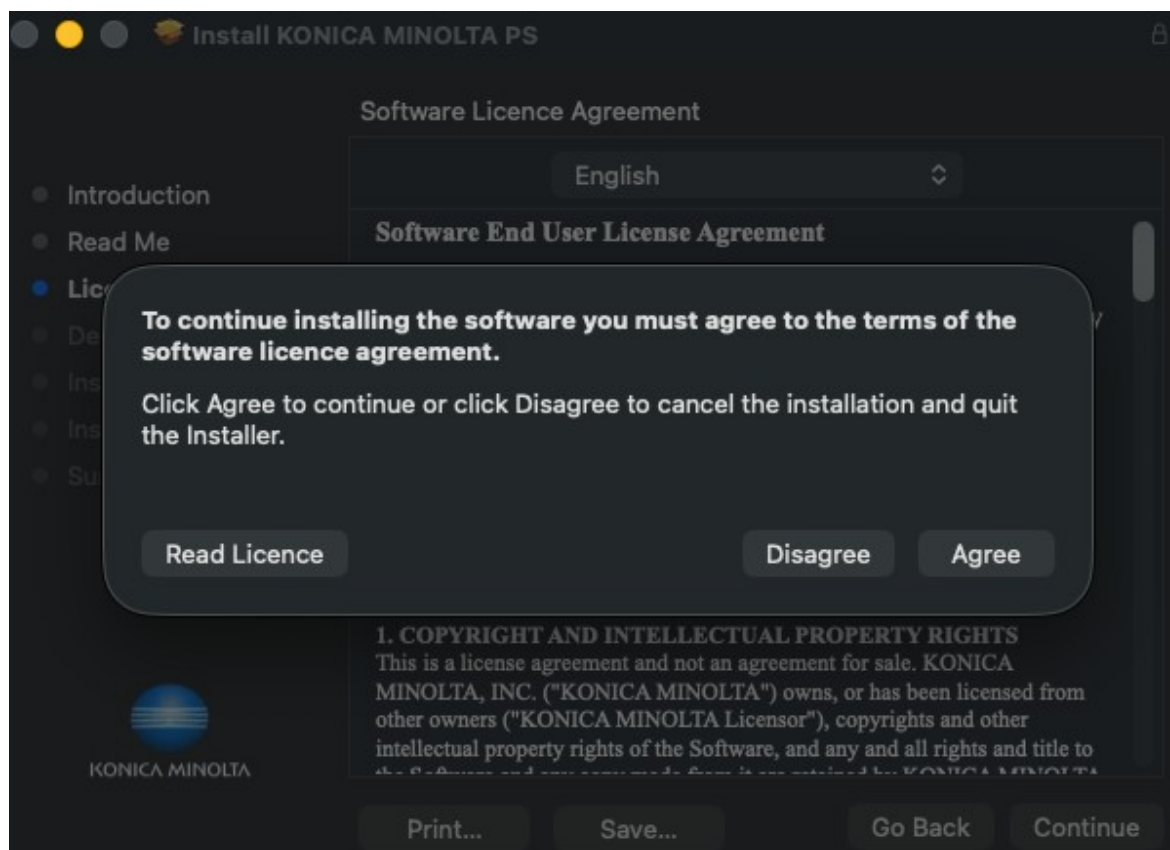 Install KONICA MINOLTA PS
Software Licence Agreement
English
Introduction
Read Me
Lic
De
Ins
Ins
Su
Software End User License Agreement
To continue installing the software you must agree to the terms of the
software licence agreement.
Click Agree to continue or click Disagree to cancel the installation and quit
the Installer.
Read Licence
Disagree
Agree
1. COPYRIGHT AND INTELLECTUAL PROPERTY RIGHTS
This is a license agreement and not an agreement for sale. KONICA
MINOLTA, INC. ("KONICA MINOLTA") owns, or has been licensed from
other owners ("KONICA MINOLTA Licensor"), copyrights and other
intellectual property rights of the Software, and any and all rights and title to
KONICA MINOLTA
Print...
Save...
Go Back
Continue